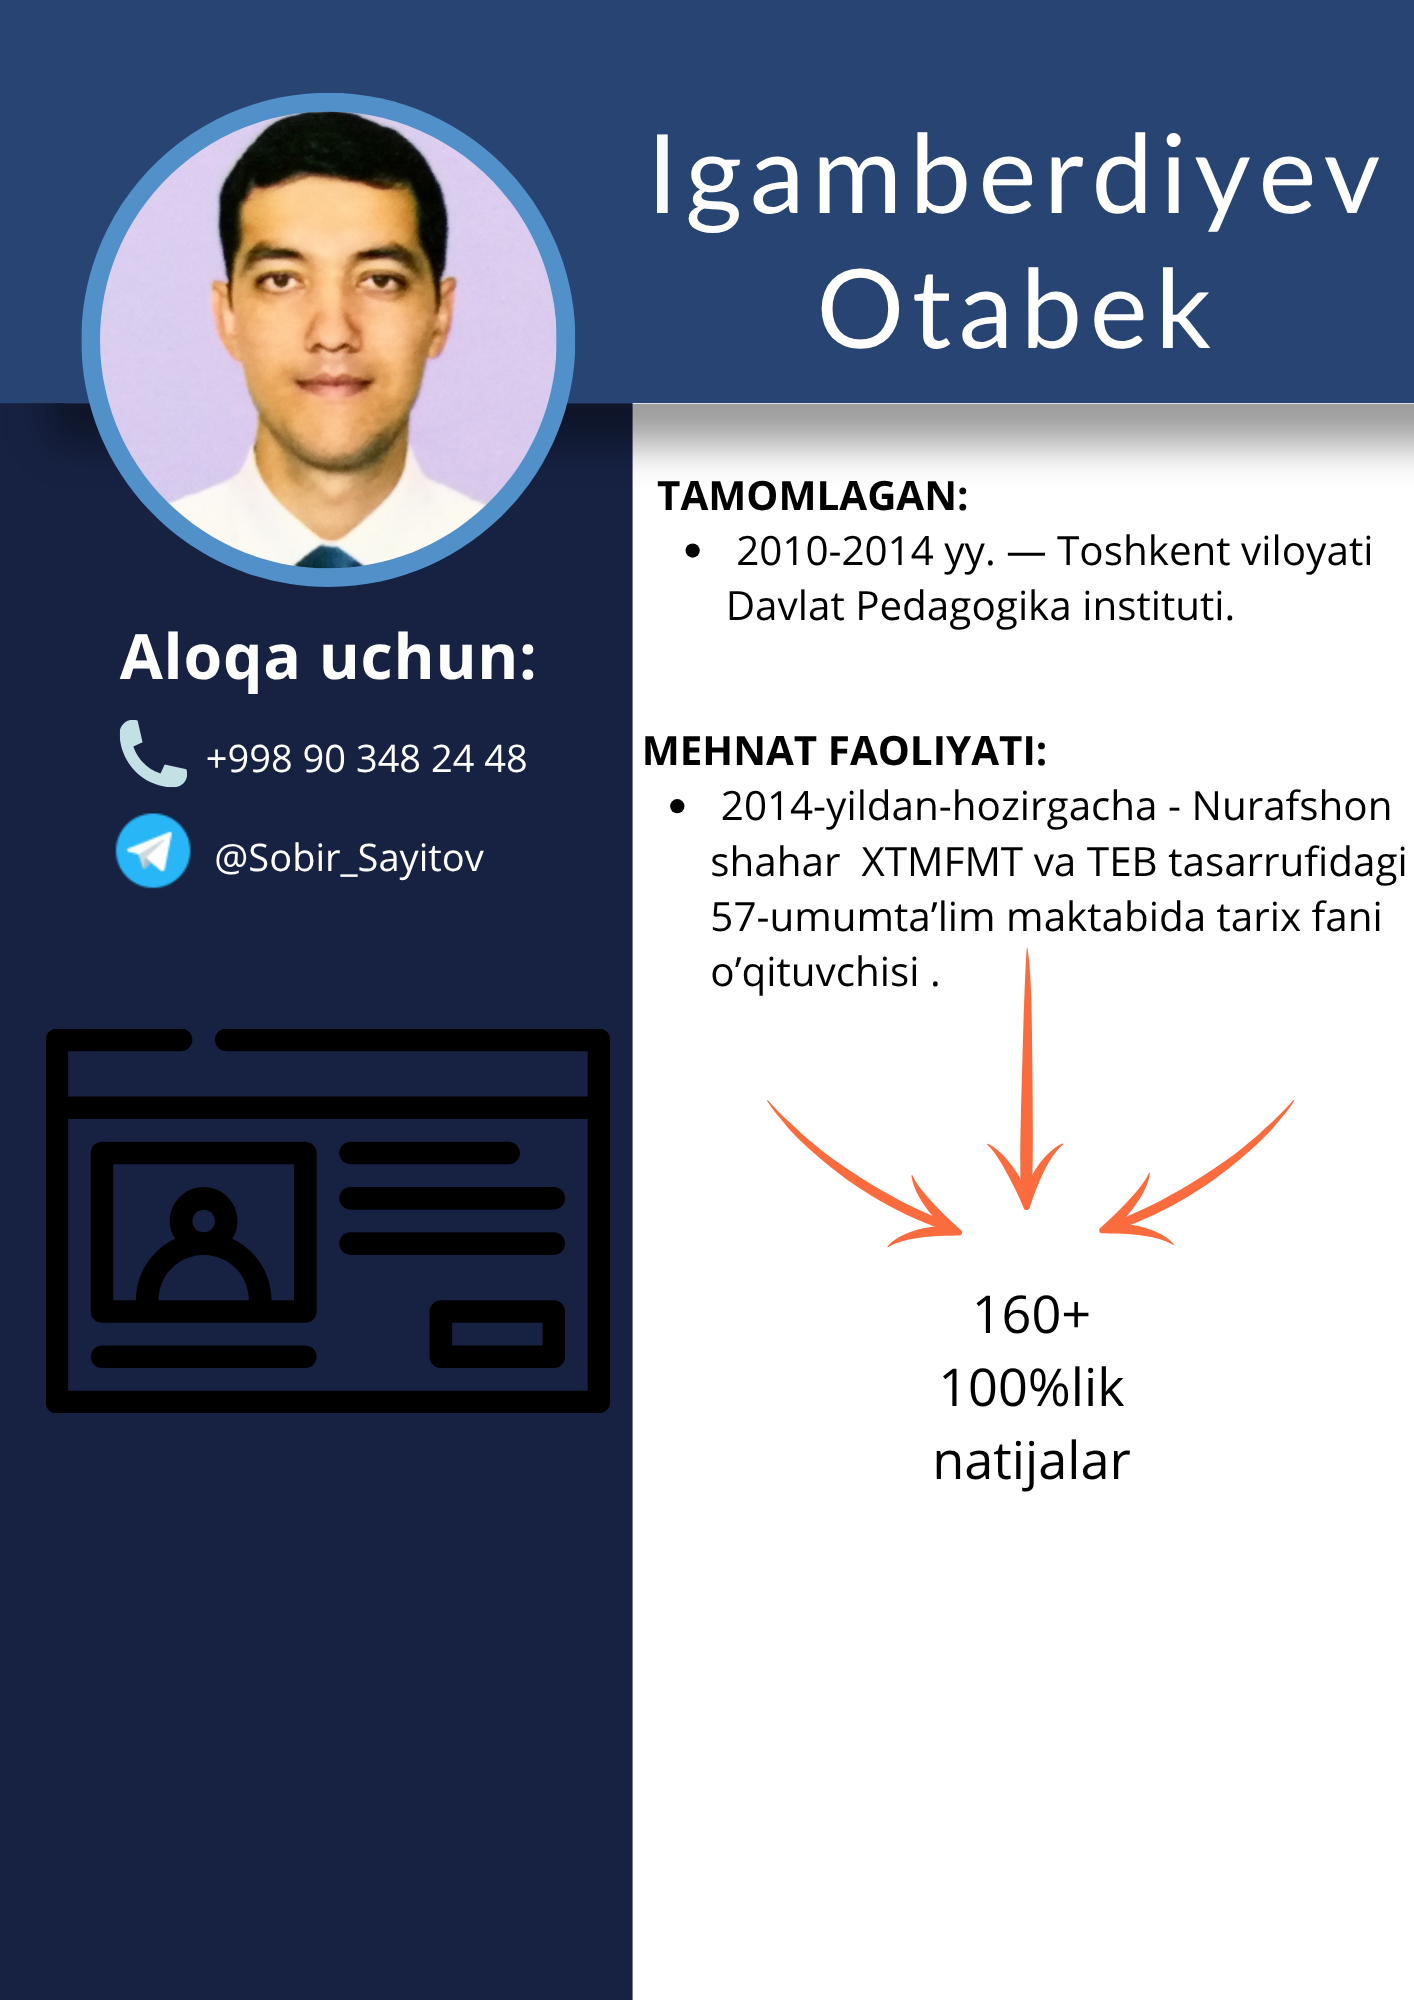 Igamberdiyev
Otabek
Aloqa uchun:
+998 90 348 24 48
@Sobir_Sayitov
TAMOMLAGAN:
• 2010-2014 yy. — Toshkent viloyati
Davlat Pedagogika instituti.
MEHNAT FAOLIYATI:
• 2014-yildan-hozirgacha - Nurafshon
shahar  XTMFMT va TEB tasarrufidagi
57-umumta’lim maktabida tarix fani
o’qituvchisi .
160+
100%lik
natijalar